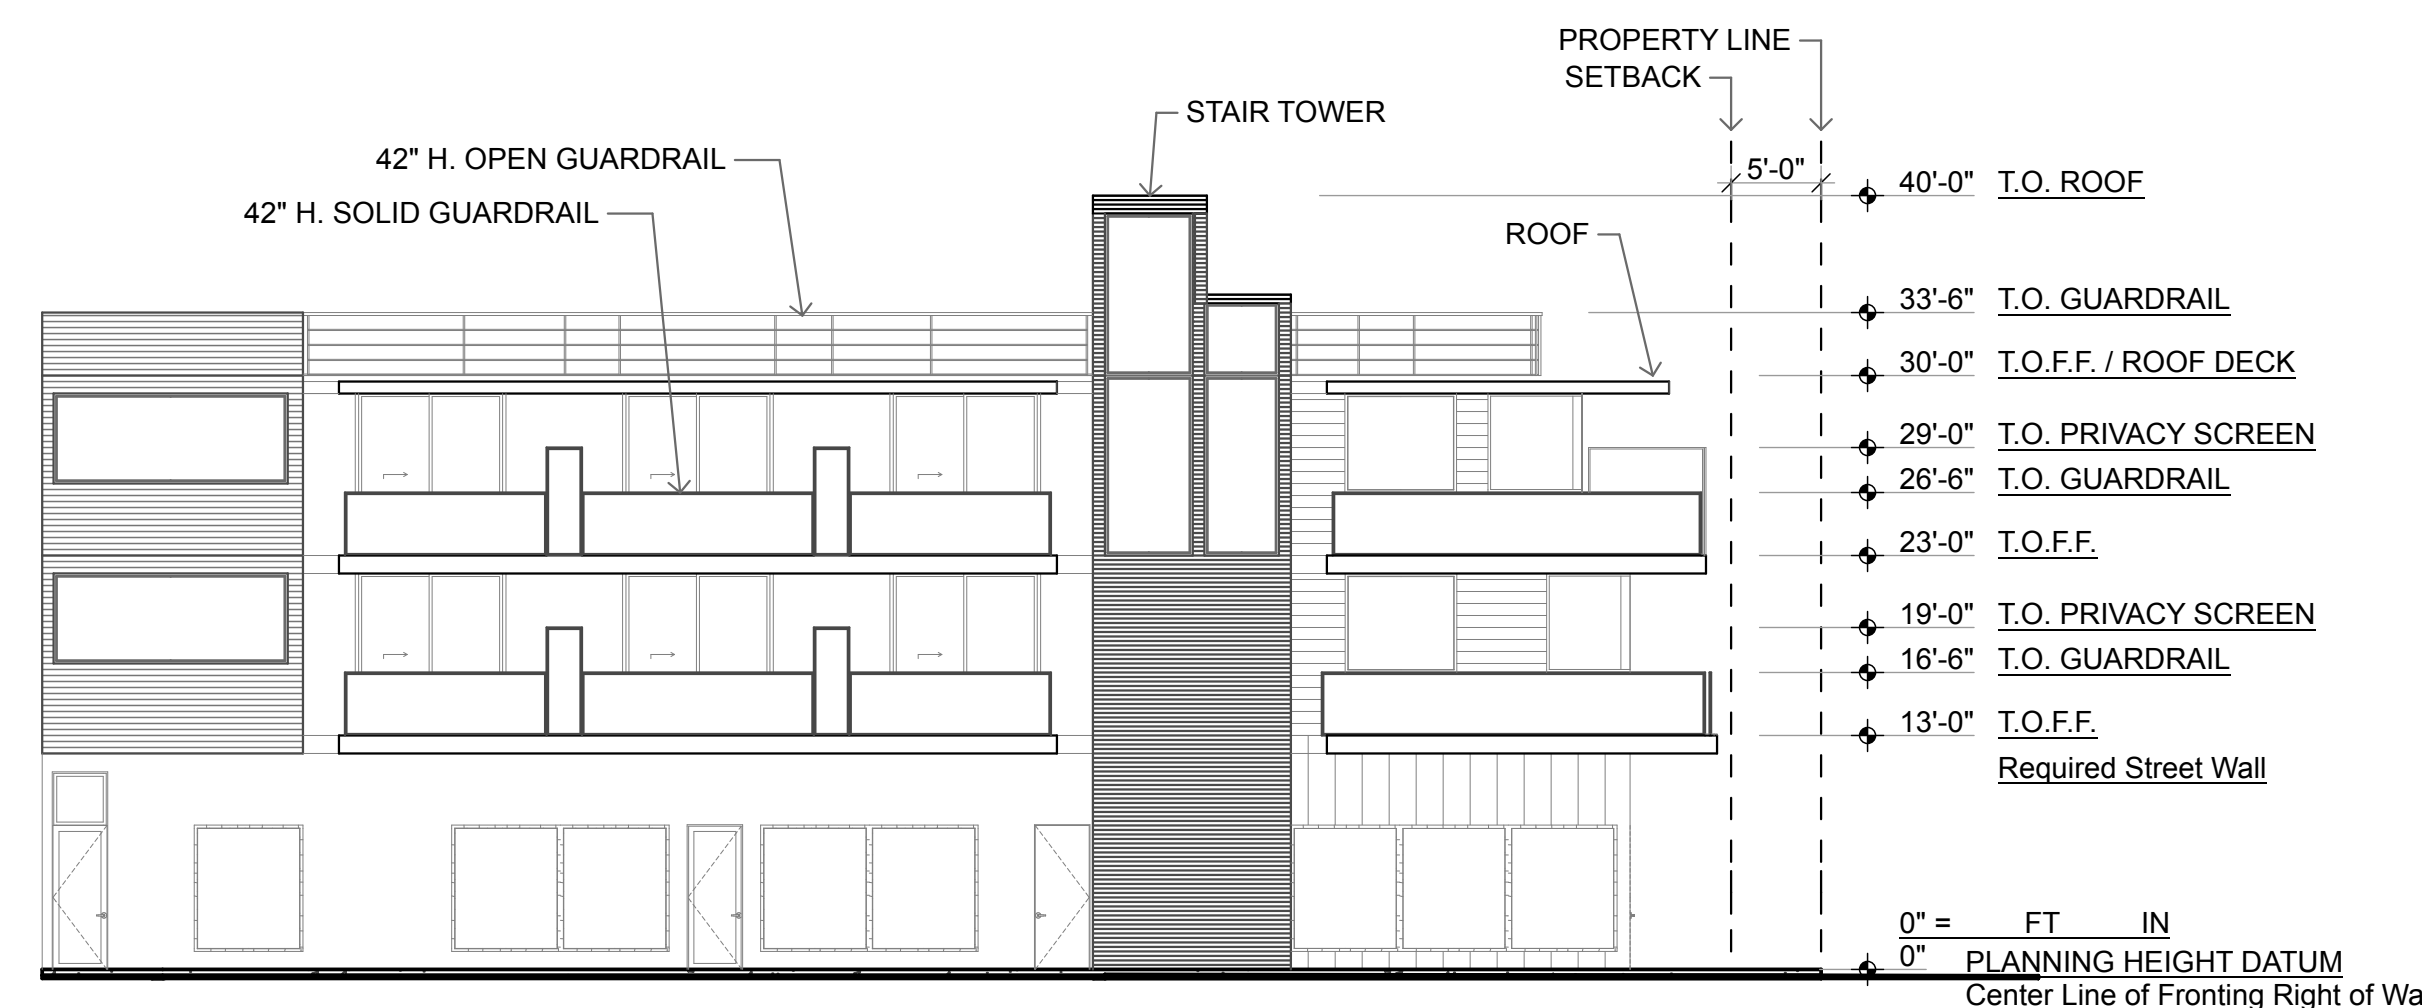 PROPERTY LINE
SETBACK
STAIR TOWER
42" H. OPEN GUARDRAIL
42" H. SOLID GUARDRAIL
ROOF
5'-0"
40'-0" T.O. ROOF
33'-6" T.O. GUARDRAIL
30'-0" T.O.F.F. / ROOF DECK
29'-0" T.O. PRIVACY SCREEN
26'-6" T.O. GUARDRAIL
23'-0" T.O.F.F.
19'-0" T.O. PRIVACY SCREEN
16'-6" T.O. GUARDRAIL
13'-0" T.O.F.F.
Required Street Wall
0" = FT IN
0" PLANNING HEIGHT DATUM
Center Line of Fronting Right of Wa